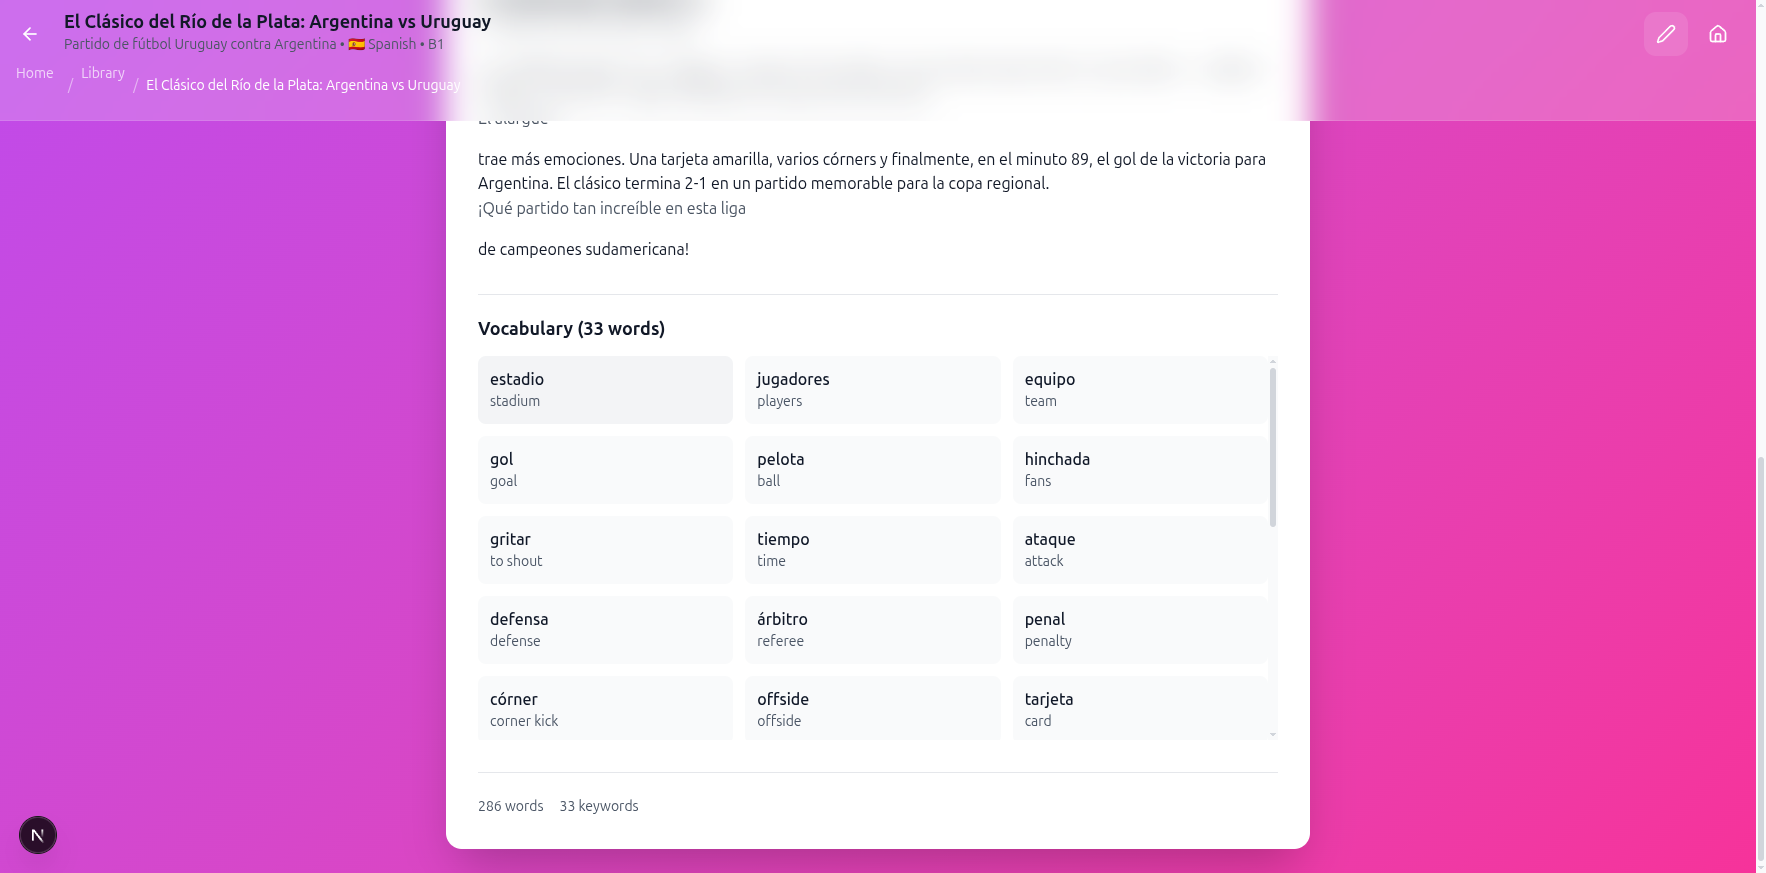 El Clásico del Río de la Plata: Argentina vs Uruguay
Partido de fútbol Uruguay contra Argentina • 🇪🇸 Spanish • B1
Home / Library / El Clásico del Río de la Plata: Argentina vs Uruguay
El alargue
trae más emociones. Una tarjeta amarilla, varios córners y finalmente, en el minuto 89, el gol de la victoria para
Argentina. El clásico termina 2-1 en un partido memorable para la copa regional.
¡Qué partido tan increíble en esta liga
de campeones sudamericana!
Vocabulary (33 words)
estadio
stadium
jugadores
players
equipo
team
gol
goal
pelota
ball
hinchada
fans
gritar
to shout
tiempo
time
ataque
attack
defensa
defense
árbitro
referee
penal
penalty
córner
corner kick
offside
offside
tarjeta
card
286 words 33 keywords
N